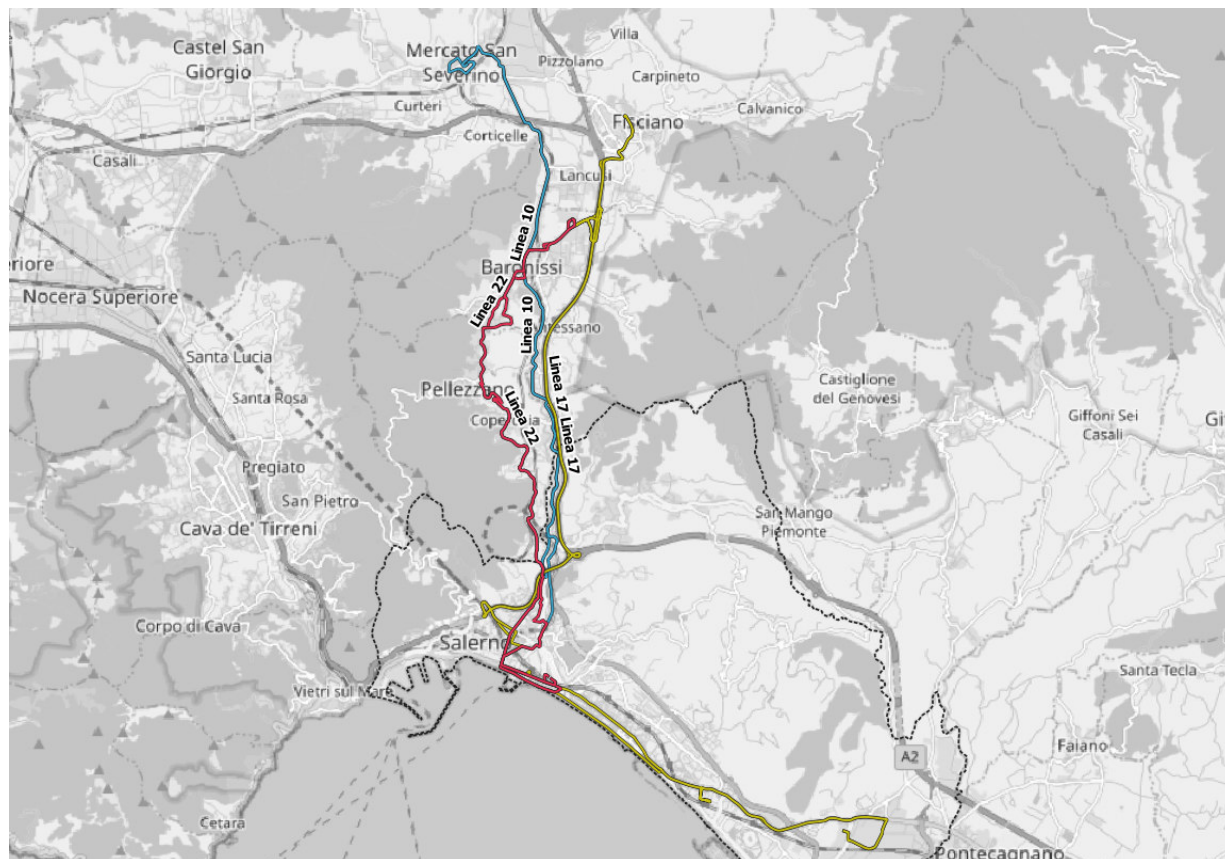 Villa
Castel San
Giorgio
Mercato San
Severino
Pizzolano
Carpineto
Curteri
Calvanico
Fisciano
Corticelle
Casali
Lancusi
Linea 10
Baronissi
Nocera Superiore
Linea 22
Linea 10
Santa Lucia
Linea 17 Linea 17
Castiglione
del Genovesi
Pellezzano
Santa Rosa
Linea 22
Giffoni Sei
Casali
Pregiato
San Pietro
Cava de' Tirreni
San Mango
Piemonte
Corpo di Cava
Salerno
Vietri sul Mare
Santa Tecla
Faiano
A2
Cetara
Pontecagnano